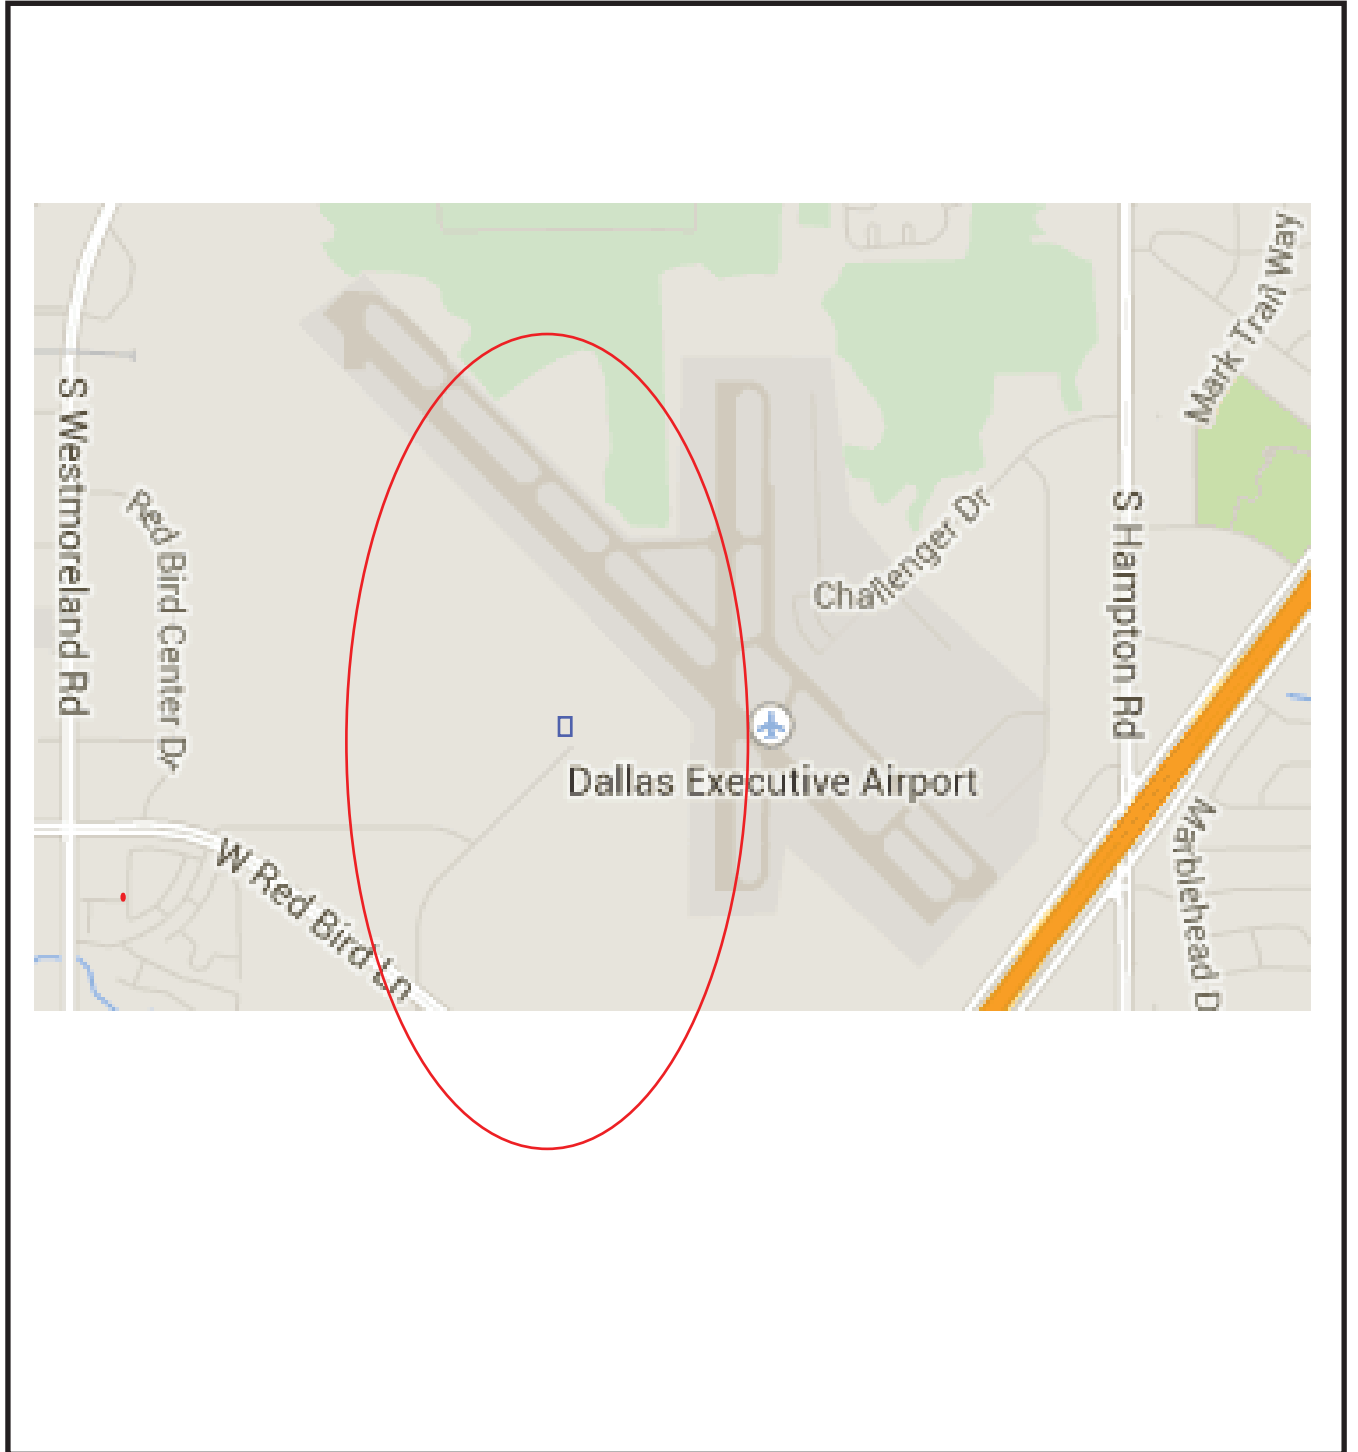 Mark Trail Way
S Westmoreland Rd
Red Bird Center Dr
Challenger Dr
S Hampton Rd
Dallas Executive Airport
W Red Bird Ln
Marblehead D